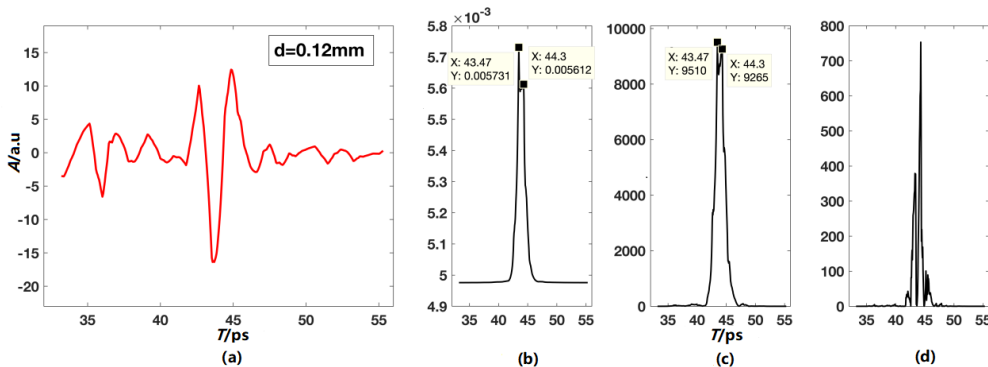 d=0.12mm
A/a.u
15
10
5
0
-5
-10
-15
-20
35
40
45
50
55
T/ps
(a)
×10⁻³
5.8
5.7
5.6
5.5
5.4
5.3
5.2
5.1
5
4.9
X: 43.47
Y: 0.005731
X: 44.3
Y: 0.005612
35 40 45 50 55
(b)
10000
8000
6000
4000
2000
0
X: 43.47
Y: 9510
X: 44.3
Y: 9265
35 40 45 50 55
T/ps
(c)
800
700
600
500
400
300
200
100
0
35 40 45 50 55
(d)